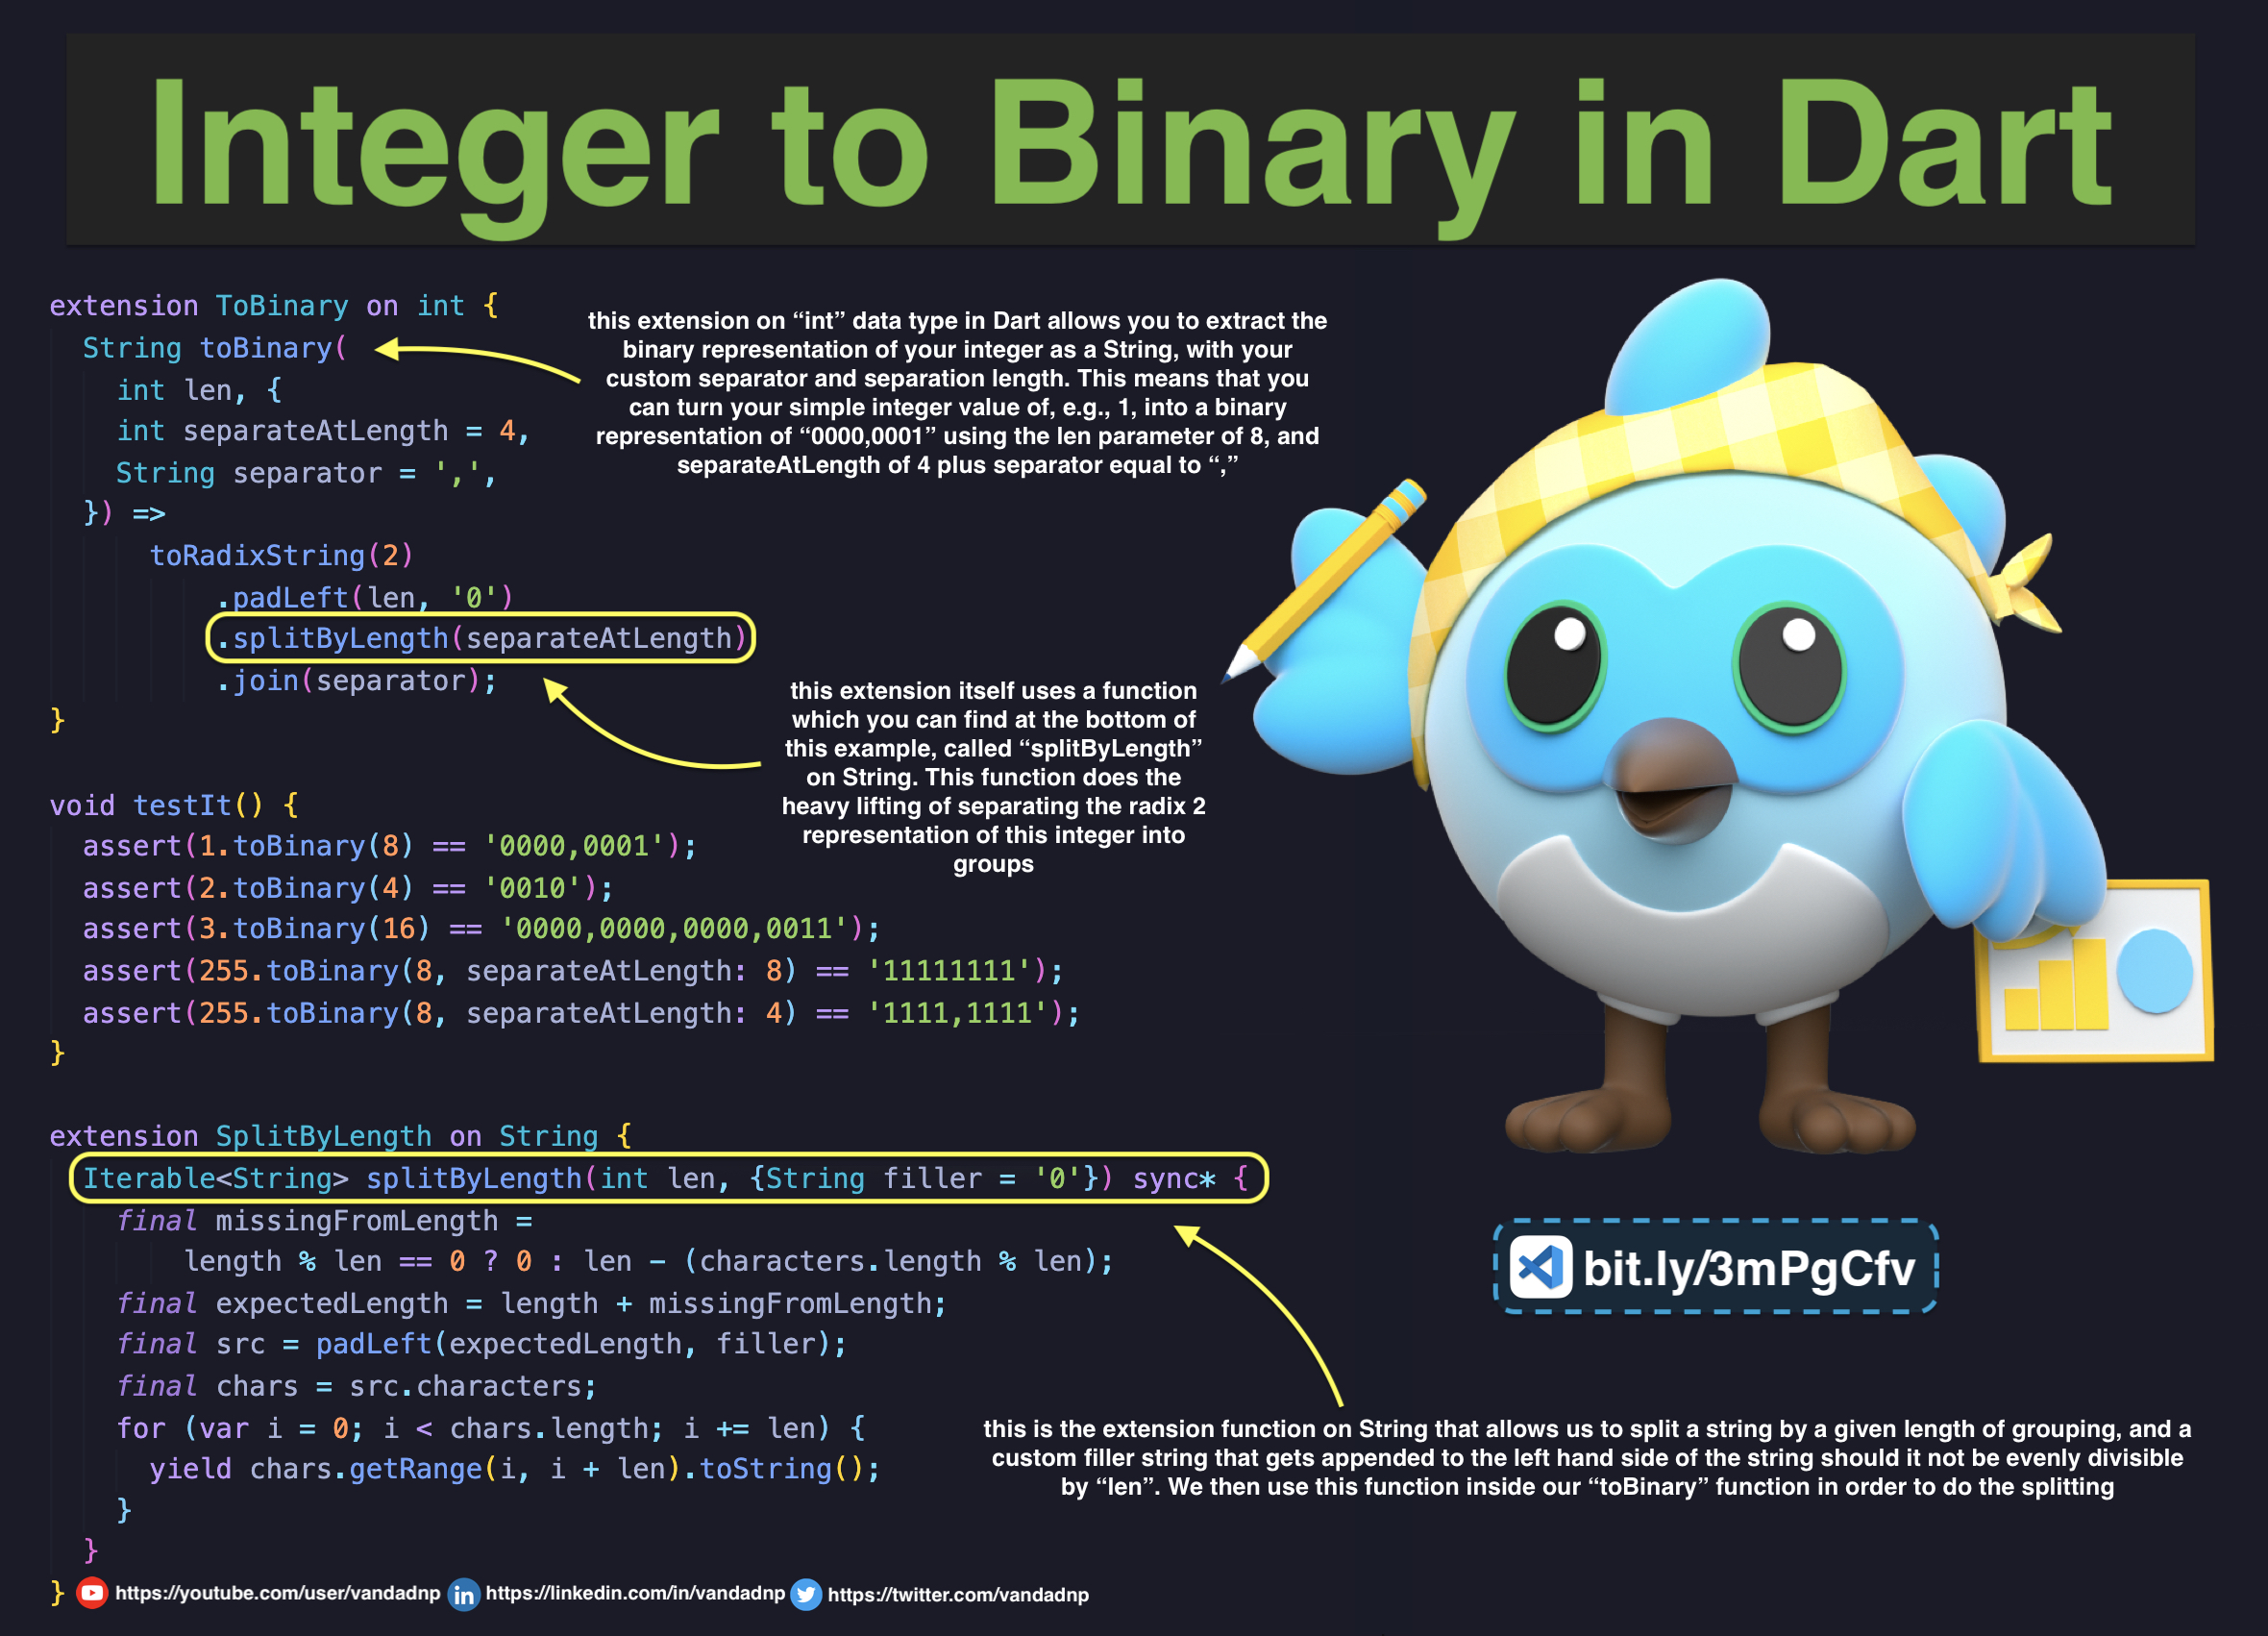 Integer to Binary in Dart
extension ToBinary on int {
  String toBinary(
    int len, {
    int separateAtLength = 4,
    String separator = ',',
  }) =>
      toRadixString(2)
          .padLeft(len, '0')
          .splitByLength(separateAtLength)
          .join(separator);
}
this extension on “int” data type in Dart allows you to extract the
binary representation of your integer as a String, with your
custom separator and separation length. This means that you
can turn your simple integer value of, e.g., 1, into a binary
representation of “0000,0001” using the len parameter of 8, and
separateAtLength of 4 plus separator equal to “,”
this extension itself uses a function
which you can find at the bottom of
this example, called “splitByLength”
on String. This function does the
heavy lifting of separating the radix 2
representation of this integer into
groups
void testIt() {
  assert(1.toBinary(8) == '0000,0001');
  assert(2.toBinary(4) == '0010');
  assert(3.toBinary(16) == '0000,0000,0000,0011');
  assert(255.toBinary(8, separateAtLength: 8) == '11111111');
  assert(255.toBinary(8, separateAtLength: 4) == '1111,1111');
}
extension SplitByLength on String {
  Iterable<String> splitByLength(int len, {String filler = '0'}) sync* {
    final missingFromLength =
        length % len == 0 ? 0 : len - (characters.length % len);
    final expectedLength = length + missingFromLength;
    final src = padLeft(expectedLength, filler);
    final chars = src.characters;
    for (var i = 0; i < chars.length; i += len) {
      yield chars.getRange(i, i + len).toString();
    }
  }
}
bit.ly/3mPgCfv
this is the extension function on String that allows us to split a string by a given length of grouping, and a
custom filler string that gets appended to the left hand side of the string should it not be evenly divisible
by “len”. We then use this function inside our “toBinary” function in order to do the splitting
https://youtube.com/user/vandadnp in https://linkedin.com/in/vandadnp https://twitter.com/vandadnp